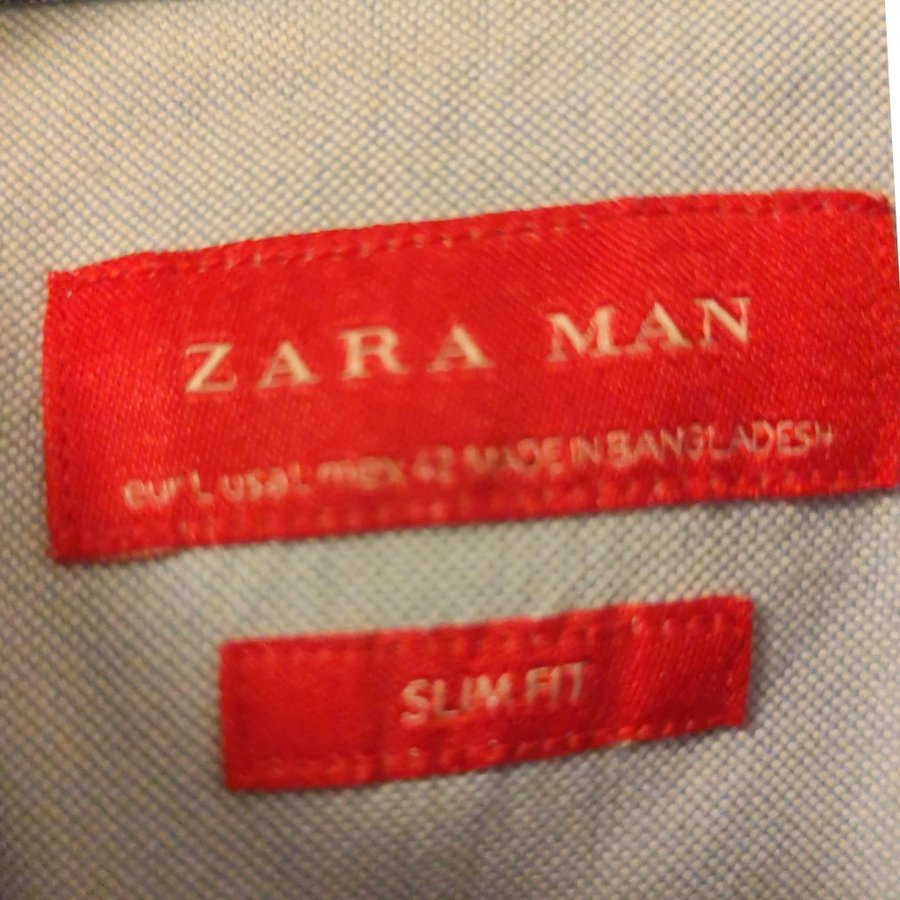 ZARA MAN
eur L usa L mex 42 MADE IN BANGLADESH
SLIM FIT